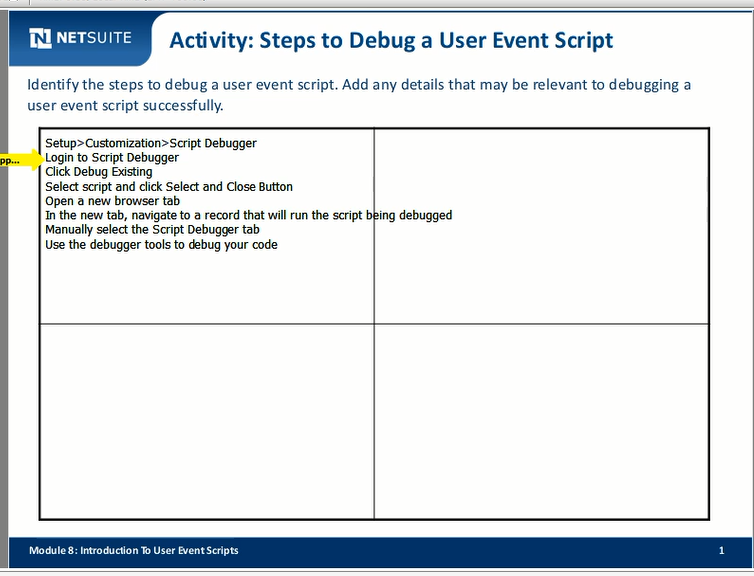 NETSUITE
Activity: Steps to Debug a User Event Script
Identify the steps to debug a user event script. Add any details that may be relevant to debugging a
user event script successfully.
Setup>Customization>Script Debugger
pp...
Login to Script Debugger
Click Debug Existing
Select script and click Select and Close Button
Open a new browser tab
In the new tab, navigate to a record that will run the script being debugged
Manually select the Script Debugger tab
Use the debugger tools to debug your code
Module 8: Introduction To User Event Scripts
1